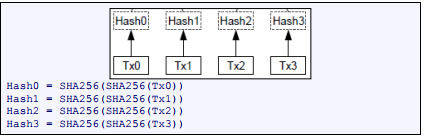 Hash0 Hash1 Hash2 Hash3
Tx0 Tx1 Tx2 Tx3
Hash0 = SHA256(SHA256(Tx0))
Hash1 = SHA256(SHA256(Tx1))
Hash2 = SHA256(SHA256(Tx2))
Hash3 = SHA256(SHA256(Tx3))